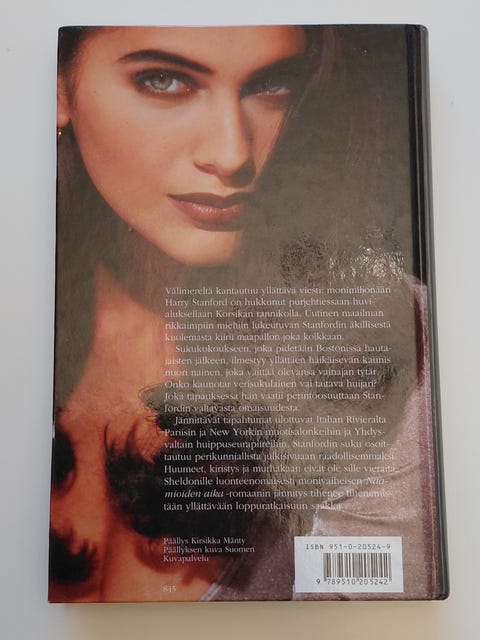 Välimereltä kantautuu yllättävä viesti: monimiljonääri
Harry Stanford on hukkunut purjehtiessaan huvi-
aluksellaan Korsikan rannikolla. Uutinen maailman
rikkaimpiin miehiin lukeutuvan Stanfordin äkillisestä
kuolemasta kiirii maapallon joka kolkkaan.
Sukukokoukseen, joka pidetään Bostonissa hauta-
jaisten jälkeen, ilmestyy yllättäen häikäisevän kaunis
nuori nainen, joka väittää olevansa vainajan tytär.
Onko kaunotar verisukulainen vai taitava huijari?
Joka tapauksessa hän vaatii perintöosuuttaan Stan-
fordin valtavasta omaisuudesta.
Jännittävät tapahtumat ulottuvat Italian Rivieralta
Pariisin ja New Yorkin muotisalonkeihin ja Yhdys-
valtain huippuseurapiireihin. Stanfordin suku osoit-
tautuu perikunnallista julkisivuaan raadollisemmaksi.
Huumeet, kiristys ja murhakaan eivät ole sille vieraita.
Sheldonille luonteenomaisesti monivaiheisen Naa-
mioiden aika -romaanin jännitys tihenee tihenemis-
tään yllättävään loppuratkaisuun saakka.
Päällys Kirsikka Mänty
Päällyksen kuva Suomen
Kuvapalvelu
845
ISBN 951-0-20524-9
9 789510 205242